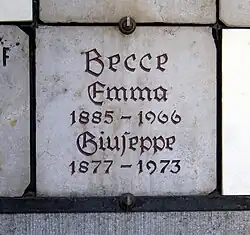 Becce
Emma
1885 – 1966
Giuseppe
1877 – 1973
F